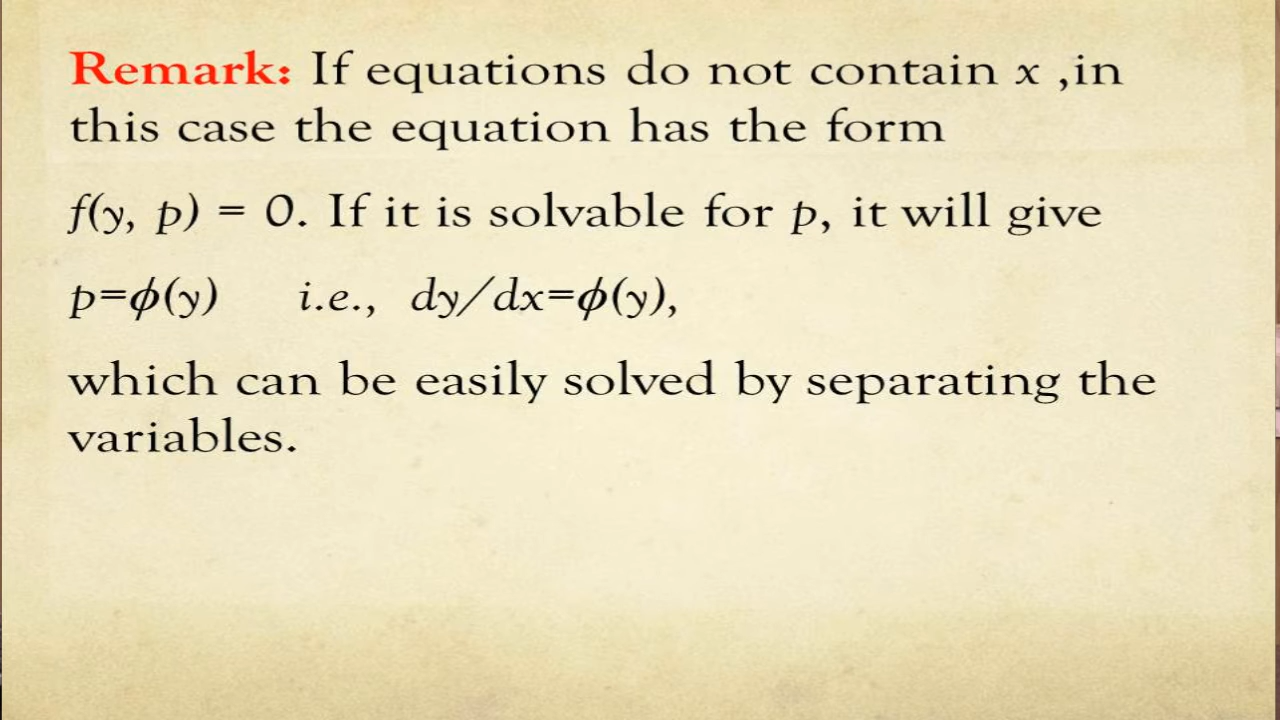 Remark: If equations do not contain x ,in
this case the equation has the form
f(y, p) = 0. If it is solvable for p, it will give
p=ϕ(y) i.e., dy/dx=ϕ(y),
which can be easily solved by separating the
variables.